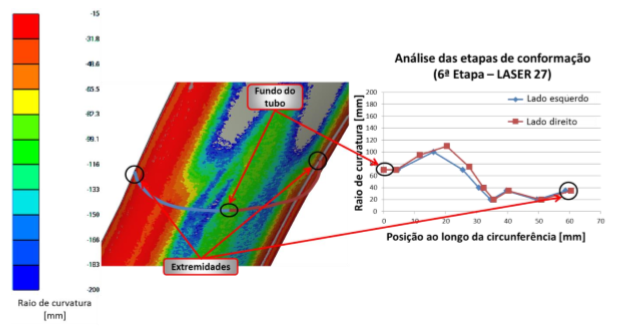 -15
-31.8
-48.6
-65.5
-82.3
-99.1
-116
-133
-150
-166
-183
-200
Raio de curvatura
[mm]
Fundo do
tubo
Extremidades
Análise das etapas de conformação
(6ª Etapa – LASER 27)
Raio de curvatura [mm]
200
180
160
140
120
100
80
60
40
20
0
Lado esquerdo
Lado direito
0 10 20 30 40 50 60 70
Posição ao longo da circunferência [mm]